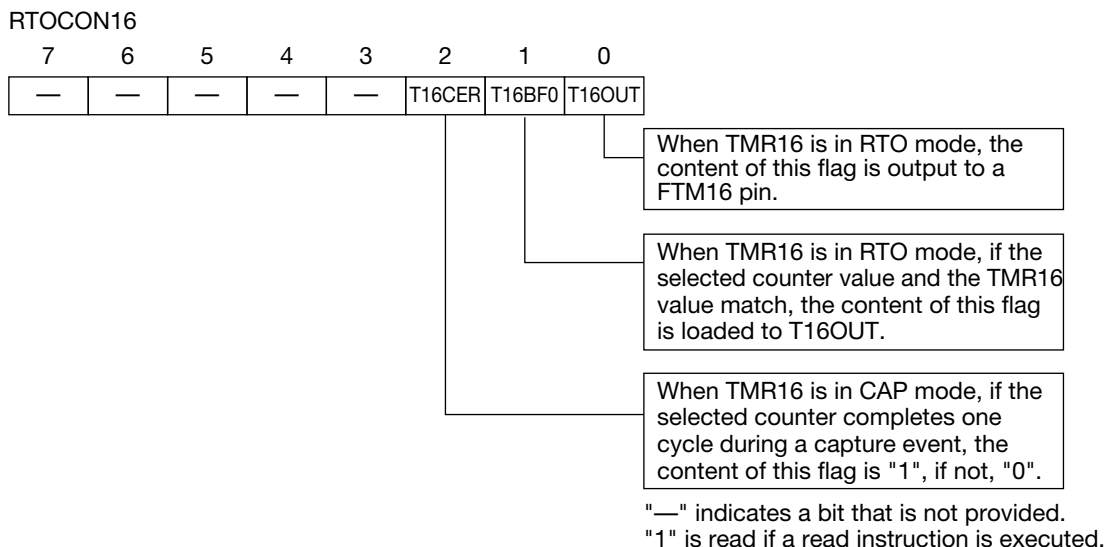 RTOCON16
7 6 5 4 3 2 1 0
— — — — — T16CER T16BF0 T16OUT
When TMR16 is in RTO mode, the
content of this flag is output to a
FTM16 pin.
When TMR16 is in RTO mode, if the
selected counter value and the TMR16
value match, the content of this flag
is loaded to T16OUT.
When TMR16 is in CAP mode, if the
selected counter completes one
cycle during a capture event, the
content of this flag is "1", if not, "0".
"—" indicates a bit that is not provided.
"1" is read if a read instruction is executed.